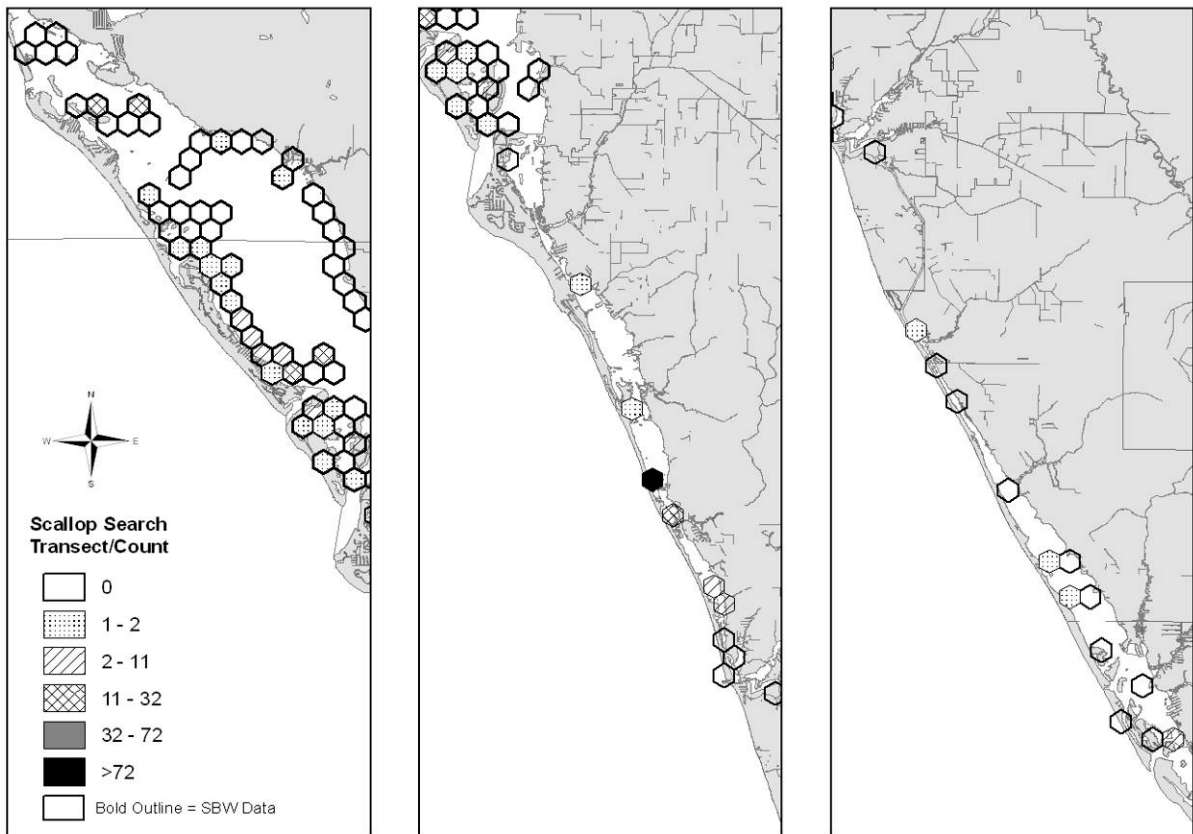 N
W
E
S
Scallop Search
Transect/Count
0
1 - 2
2 - 11
11 - 32
32 - 72
>72
Bold Outline = SBW Data